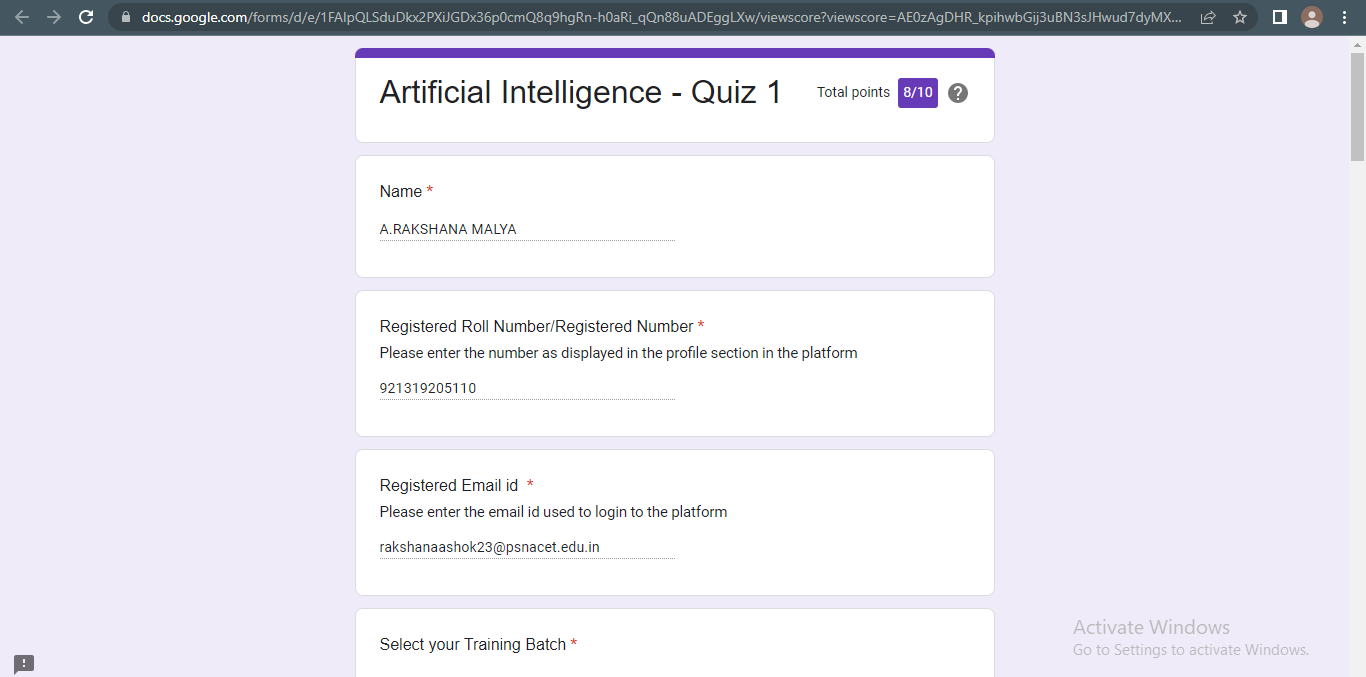 docs.google.com/forms/d/e/1FAIpQLSduDkx2PXiJGDx36p0cmQ8q9hgRn-h0aRi_qQn88uADEggLXw/viewscore?viewscore=AE0zAgDHR_kpihwbGij3uBN3sJHwud7dyMX...
Artificial Intelligence - Quiz 1
Total points 8/10 ?
Name *
A.RAKSHANA MALYA
Registered Roll Number/Registered Number *
Please enter the number as displayed in the profile section in the platform
921319205110
Registered Email id *
Please enter the email id used to login to the platform
rakshanaashok23@psnacet.edu.in
Select your Training Batch *
Activate Windows
Go to Settings to activate Windows.